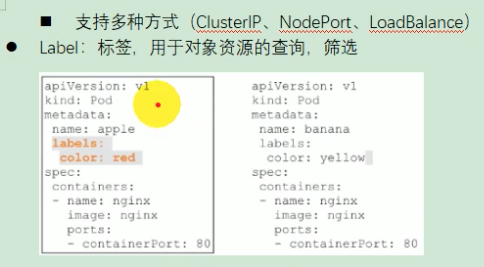 ■ 支持多种方式（ClusterIP、NodePort、LoadBalance）
● Label：标签，用于对象资源的查询，筛选
apiVersion: v1
kind: Pod
metadata:
 name: apple
 labels:
  color: red
spec:
 containers:
 - name: nginx
   image: nginx
   ports:
   - containerPort: 80
apiVersion: v1
kind: Pod
metadata:
 name: banana
 labels:
  color: yellow
spec:
 containers:
 - name: nginx
   image: nginx
   ports:
   - containerPort: 80